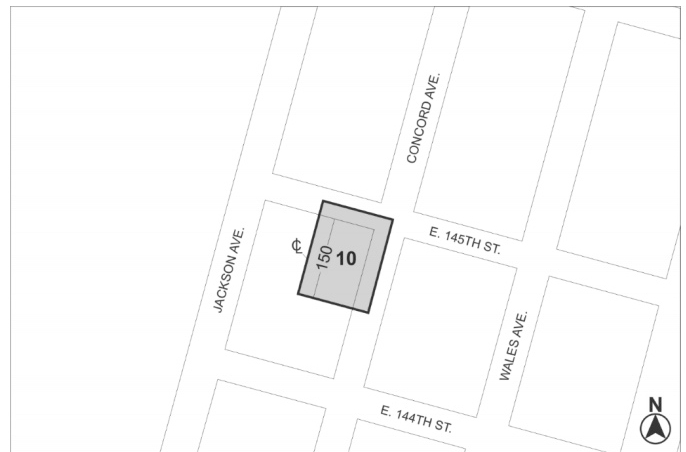 CONCORD AVE.
E. 145TH ST.
JACKSON AVE.
℄
150
10
WALES AVE.
E. 144TH ST.
N